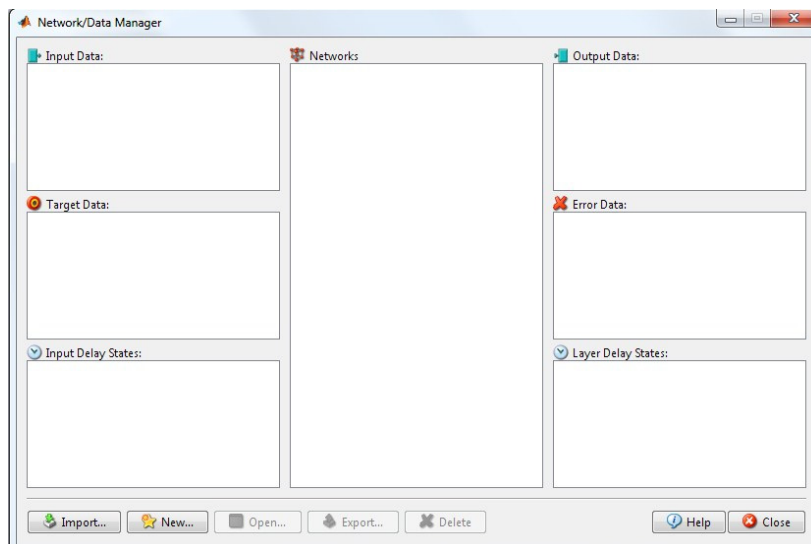 Network/Data Manager
Input Data:
Networks
Output Data:
Target Data:
Error Data:
Input Delay States:
Layer Delay States:
Import...
New...
Open...
Export...
Delete
Help
Close